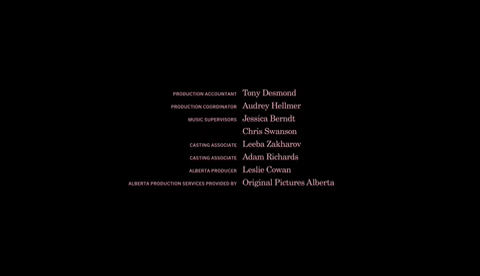 PRODUCTION ACCOUNTANT Tony Desmond
PRODUCTION COORDINATOR Audrey Hellmer
MUSIC SUPERVISORS Jessica Berndt
Chris Swanson
CASTING ASSOCIATE Leeba Zakharov
CASTING ASSOCIATE Adam Richards
ALBERTA PRODUCER Leslie Cowan
ALBERTA PRODUCTION SERVICES PROVIDED BY Original Pictures Alberta